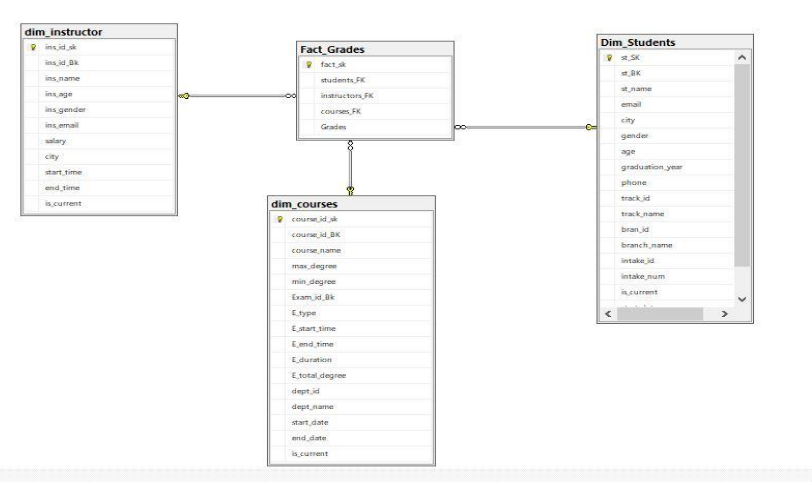 dim_instructor
ins_id_sk
ins_id_Bk
ins_name
ins_age
ins_gender
ins_email
salary
city
start_time
end_time
is_current
Fact_Grades
fact_sk
students_FK
instructors_FK
courses_FK
Grades
Dim_Students
st_SK
st_BK
st_name
email
city
gender
age
graduation_year
phone
track_id
track_name
bran_id
branch_name
intake_id
intake_num
is_current
dim_courses
course_id_sk
course_id_BK
course_name
max_degree
min_degree
Exam_id_Bk
E_type
E_start_time
E_end_time
E_duration
E_total_degree
dept_id
dept_name
start_date
end_date
is_current